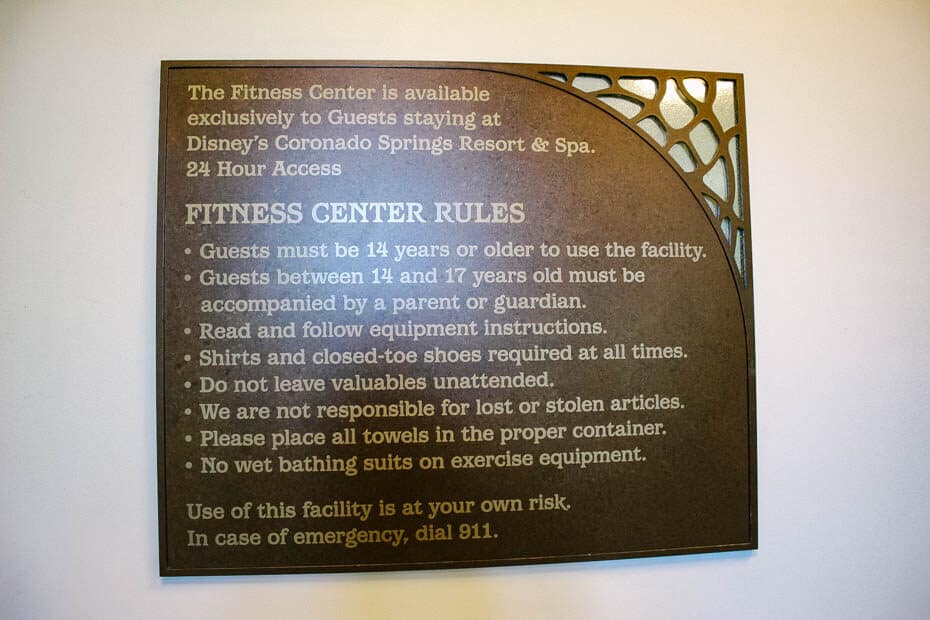 The Fitness Center is available
exclusively to Guests staying at
Disney's Coronado Springs Resort & Spa.
24 Hour Access
FITNESS CENTER RULES
• Guests must be 14 years or older to use the facility.
• Guests between 14 and 17 years old must be
accompanied by a parent or guardian.
• Read and follow equipment instructions.
• Shirts and closed-toe shoes required at all times.
• Do not leave valuables unattended.
• We are not responsible for lost or stolen articles.
• Please place all towels in the proper container.
• No wet bathing suits on exercise equipment.
Use of this facility is at your own risk.
In case of emergency, dial 911.